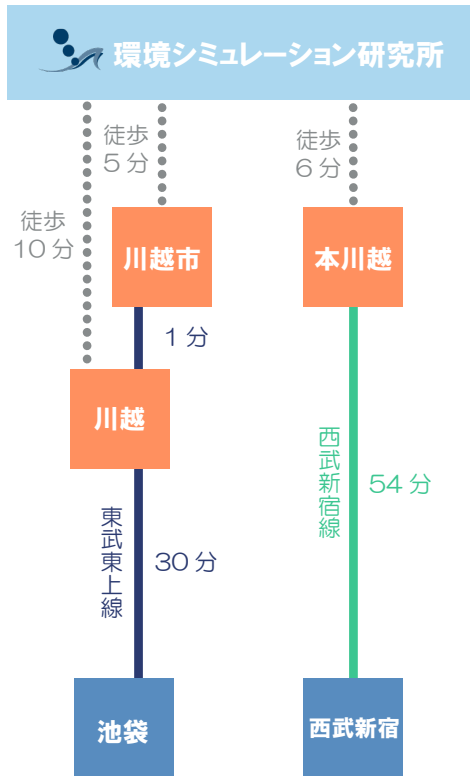 環境シミュレーション研究所
徒歩
5分
徒歩
6分
徒歩
10分
川越市
本川越
1分
川越
西武新宿線
54分
東武東上線
30分
池袋
西武新宿